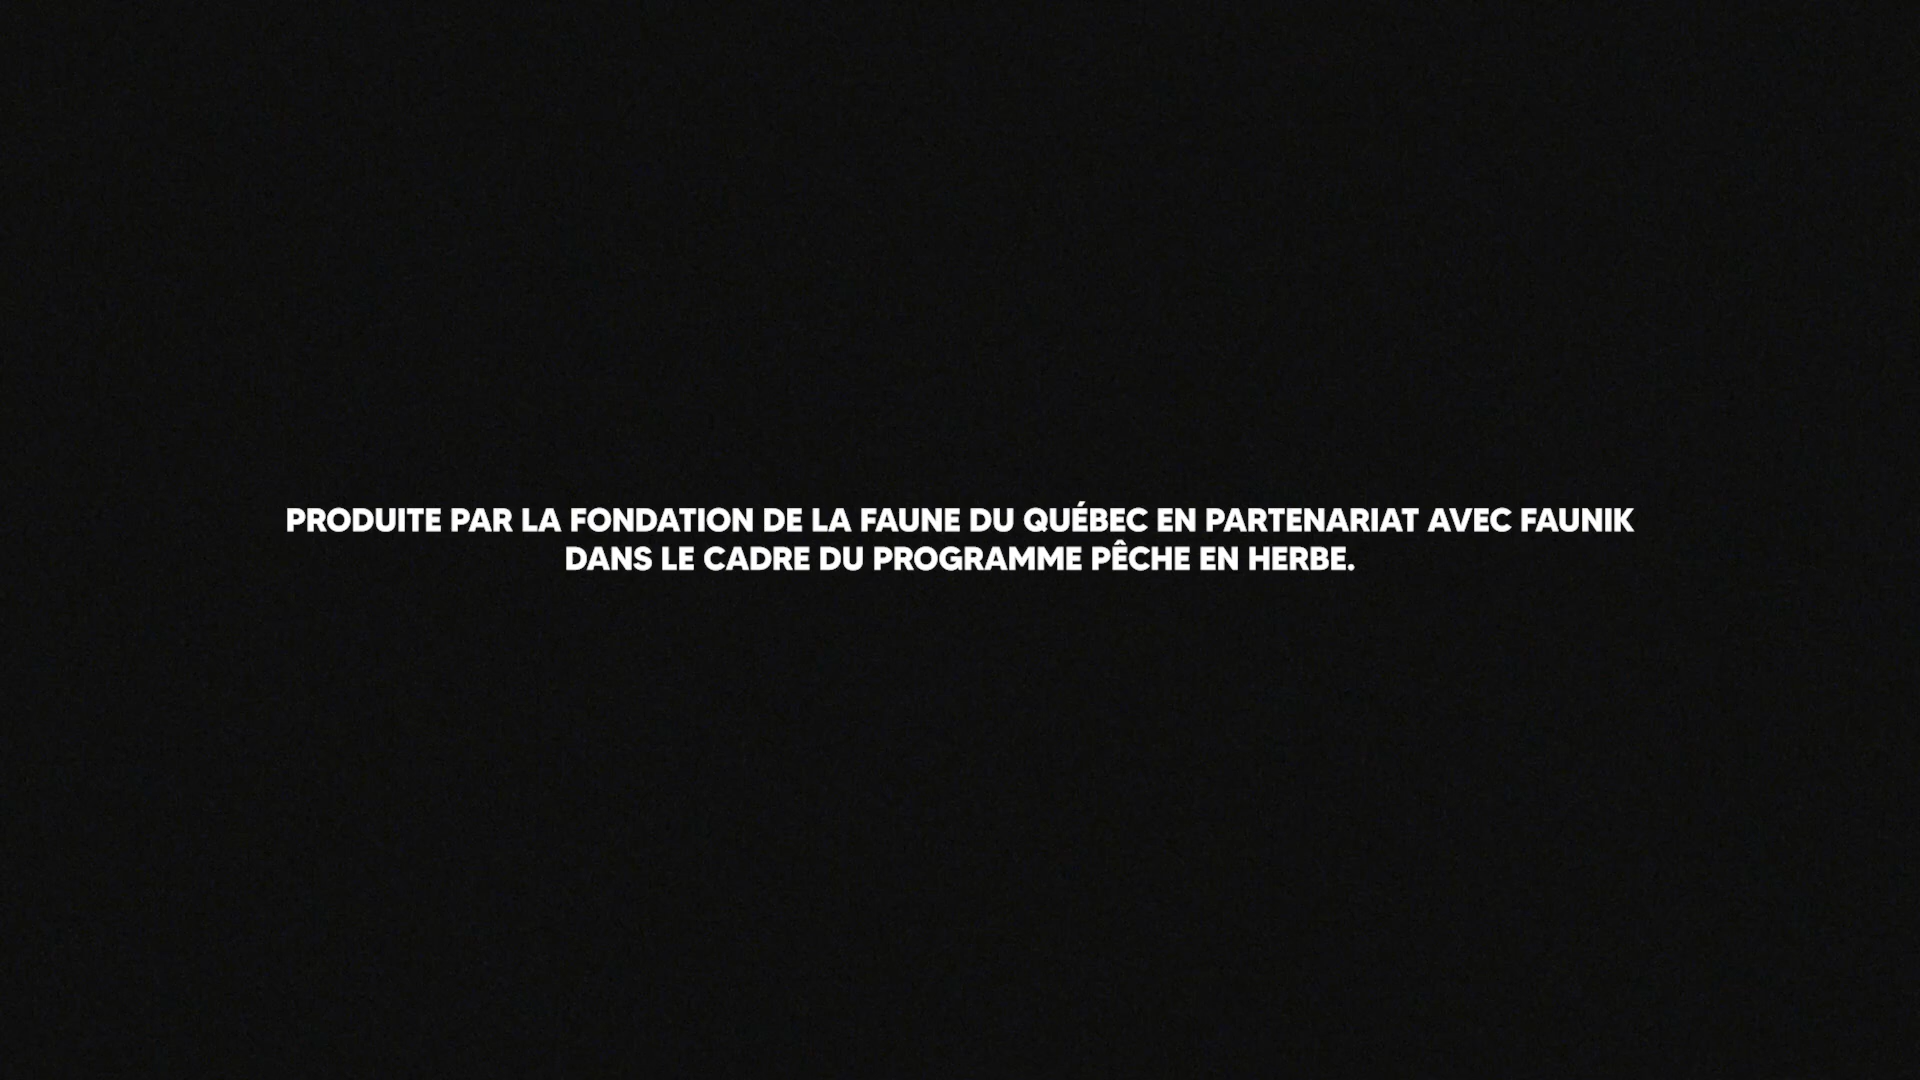 PRODUITE PAR LA FONDATION DE LA FAUNE DU QUÉBEC EN PARTENARIAT AVEC FAUNIK
DANS LE CADRE DU PROGRAMME PÊCHE EN HERBE.